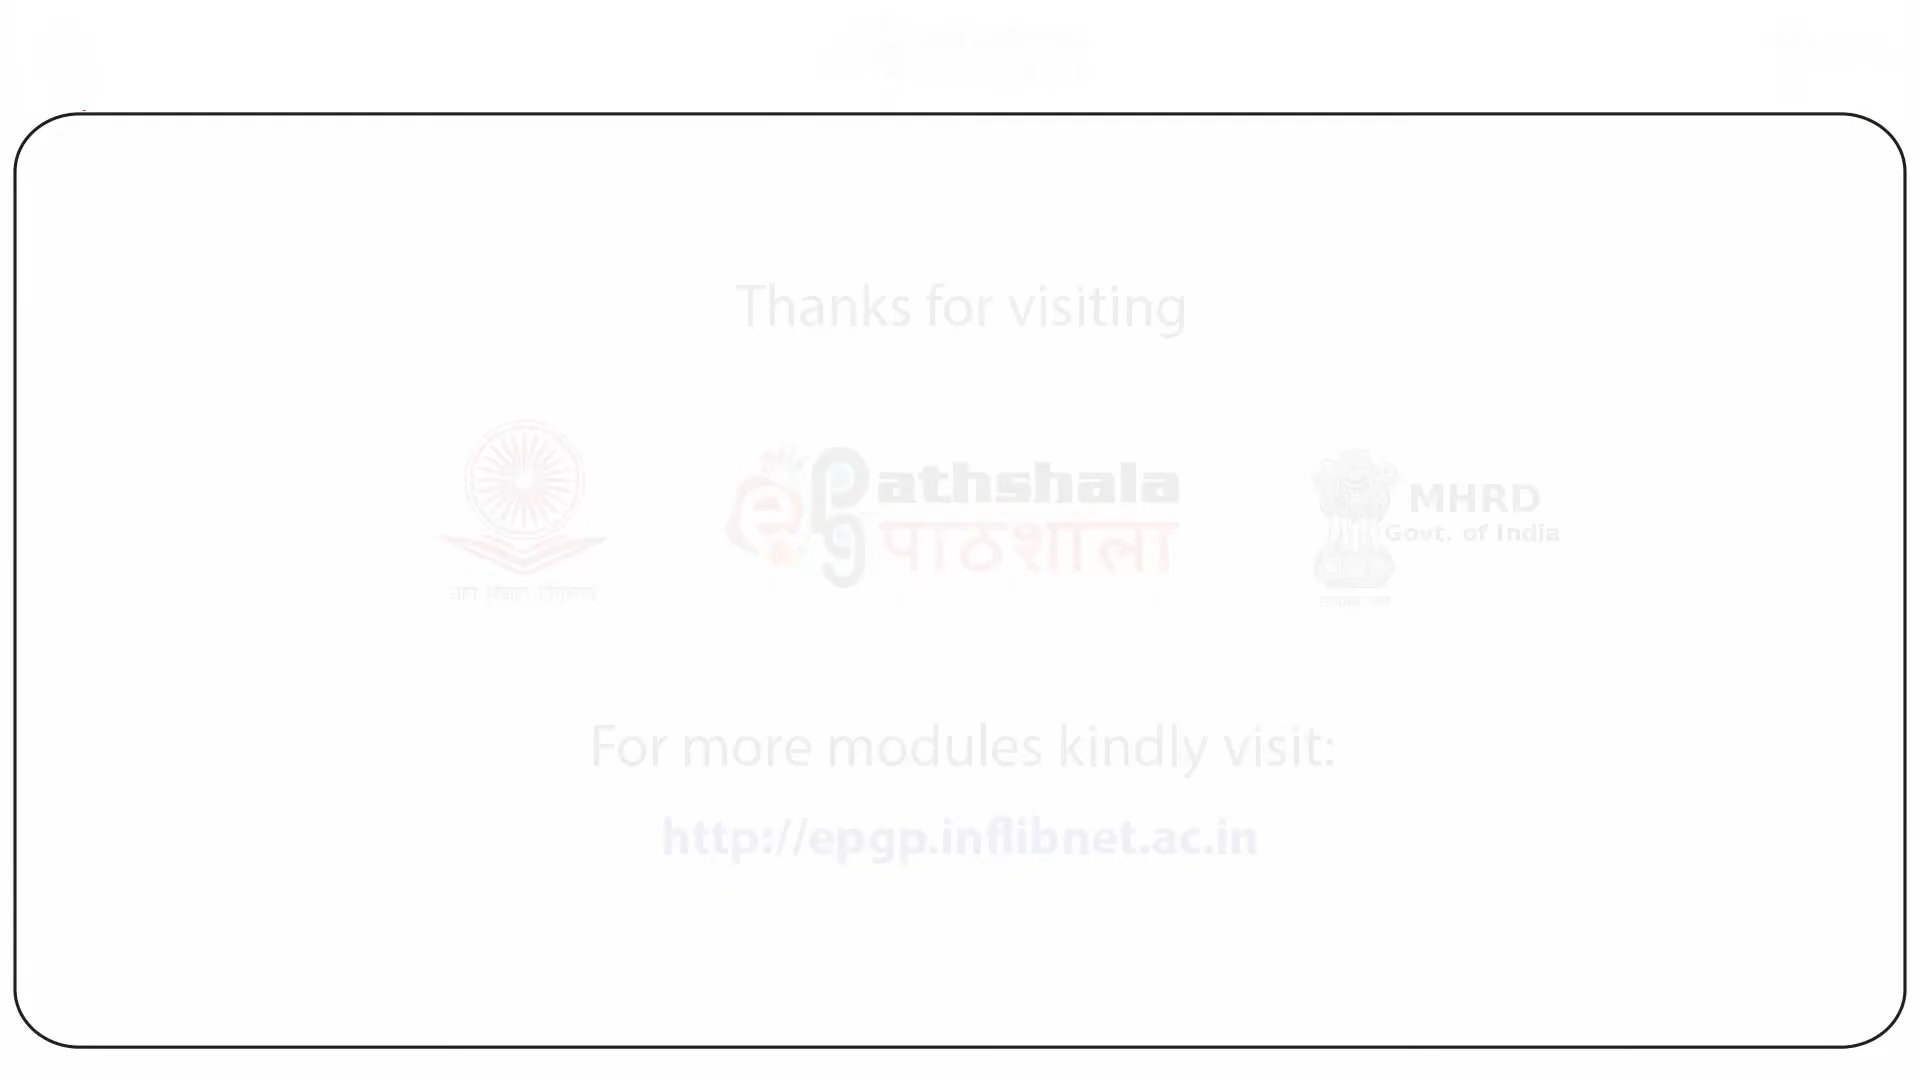 Thanks for visiting
Pathshala
पाठशाला
MHRD
Govt. of India
For more modules kindly visit:
http://epgp.inflibnet.ac.in